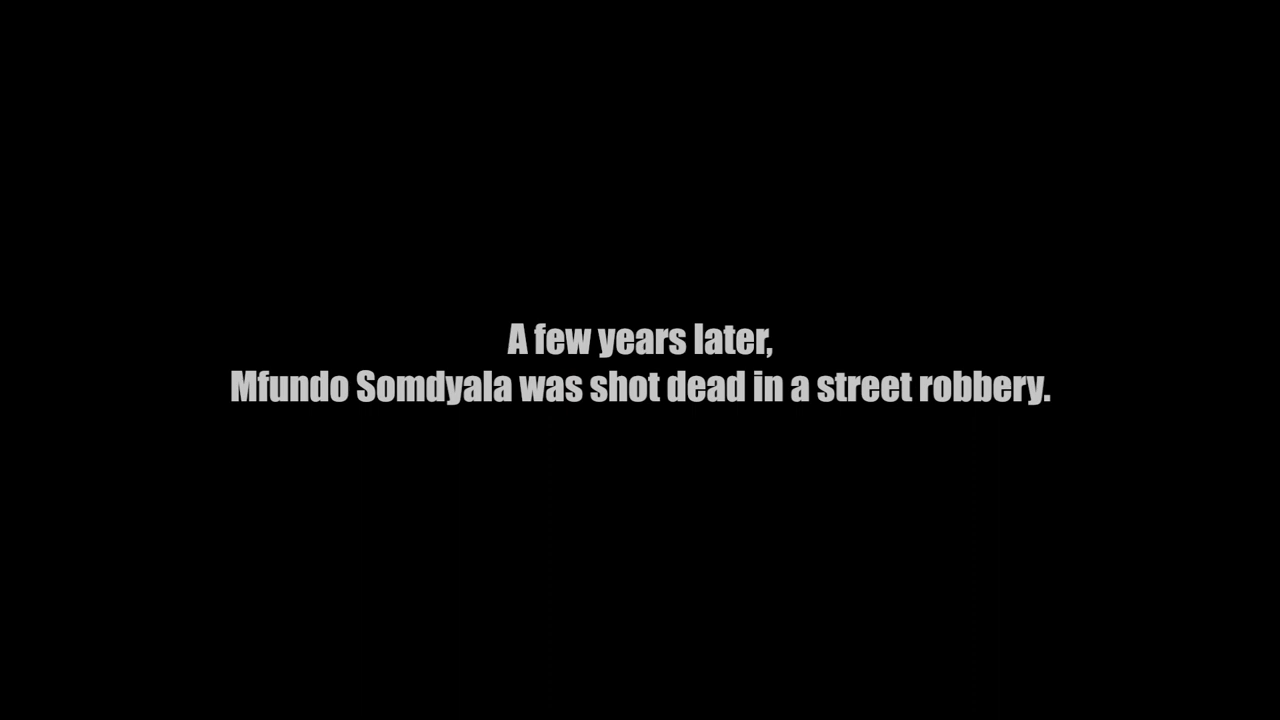 A few years later,
Mfundo Somdyala was shot dead in a street robbery.